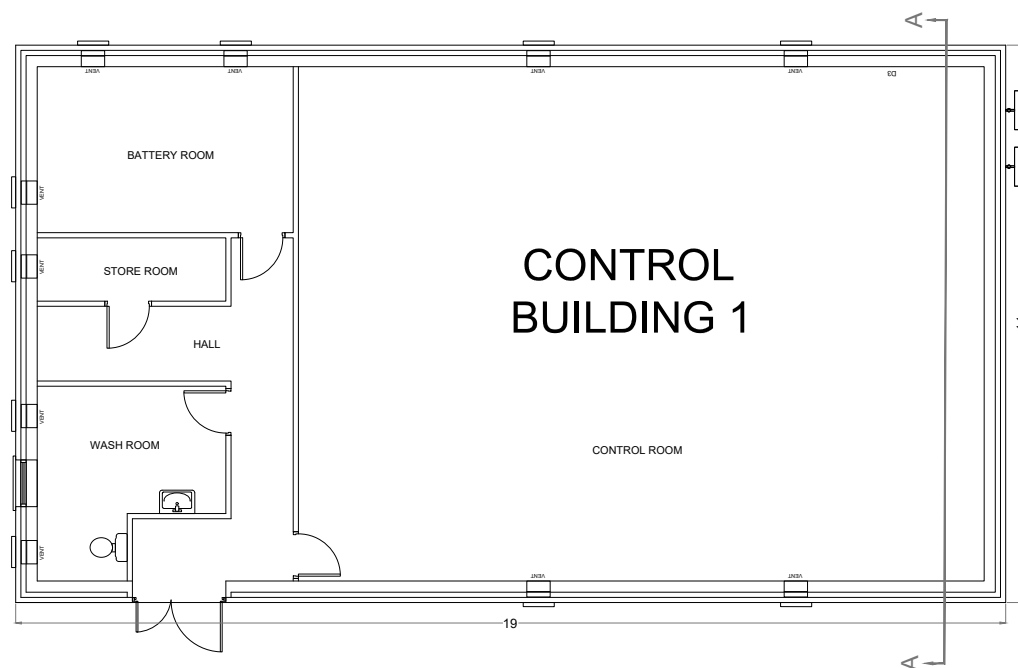 A
VENT
VENT
VENT
VENT
D3
BATTERY ROOM
VENT
STORE ROOM
VENT
CONTROL
BUILDING 1
HALL
VENT
WASH ROOM
CONTROL ROOM
VENT
VENT
VENT
19
A